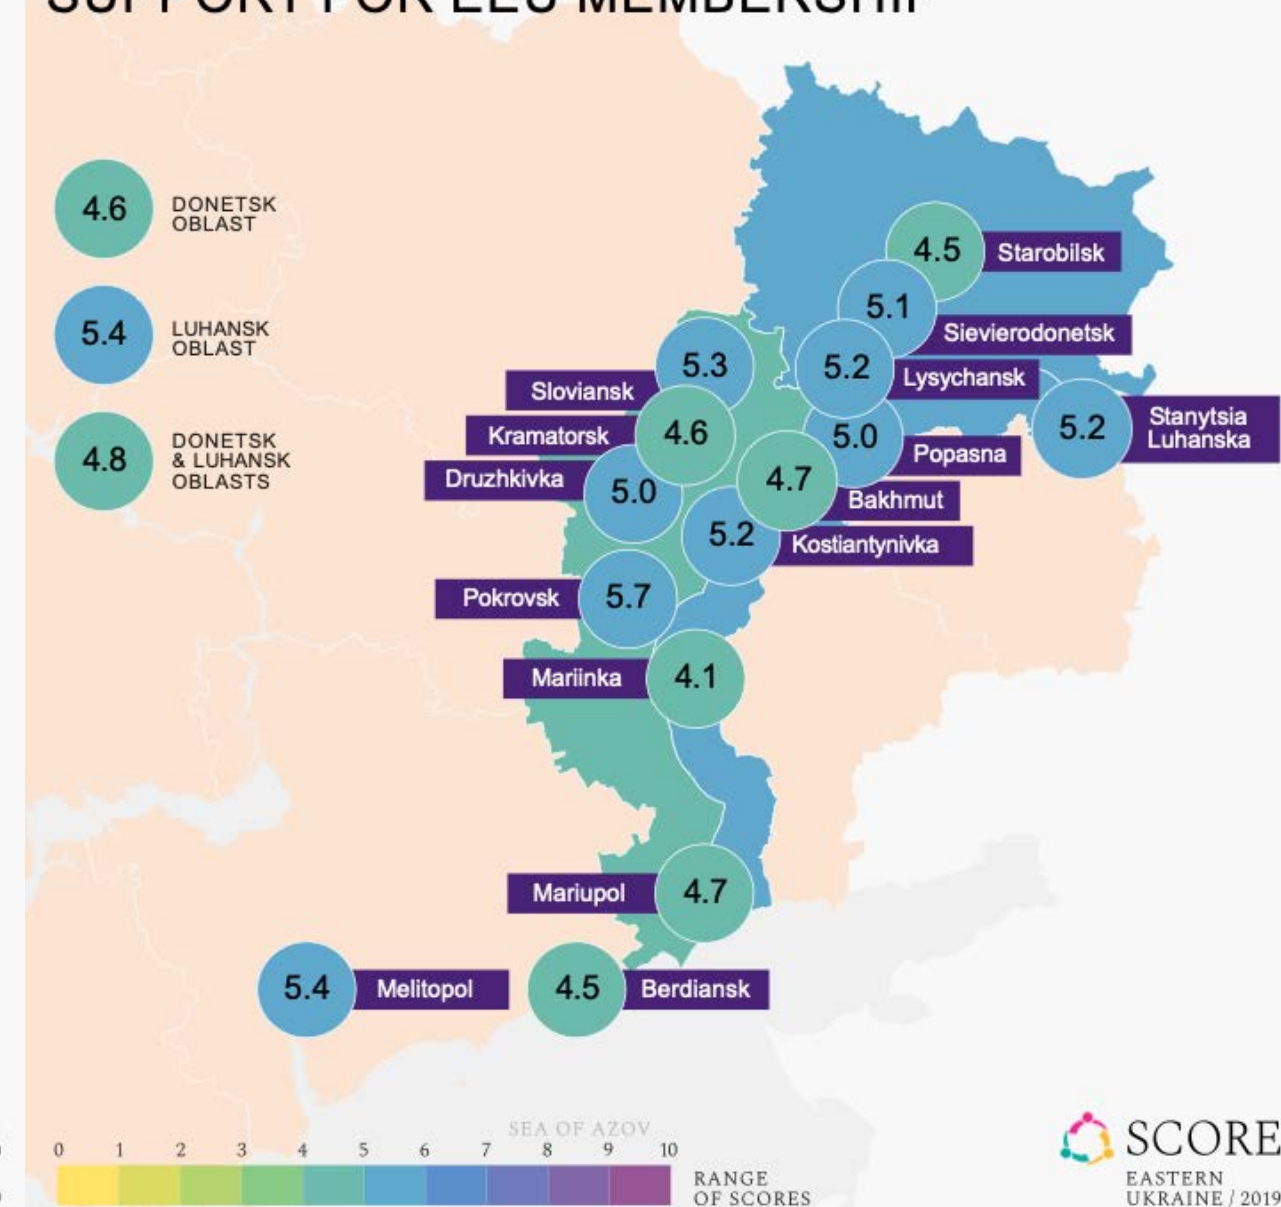 SUPPORT FOR EEU MEMBERSHIP
4.6
DONETSK
OBLAST
5.4
LUHANSK
OBLAST
4.8
DONETSK
& LUHANSK
OBLASTS
4.5
Starobilsk
5.1
Sievierodonetsk
5.3
Sloviansk
5.2
Lysychansk
Kramatorsk
4.6
5.0
Popasna
5.2
Stanytsia
Luhanska
Druzhkivka
5.0
4.7
Bakhmut
5.2
Kostiantynivka
Pokrovsk
5.7
Mariinka
4.1
Mariupol
4.7
5.4
Melitopol
4.5
Berdiansk
SEA OF AZOV
0 1 2 3 4 5 6 7 8 9 10
RANGE
OF SCORES
SCORE
EASTERN
UKRAINE / 2019